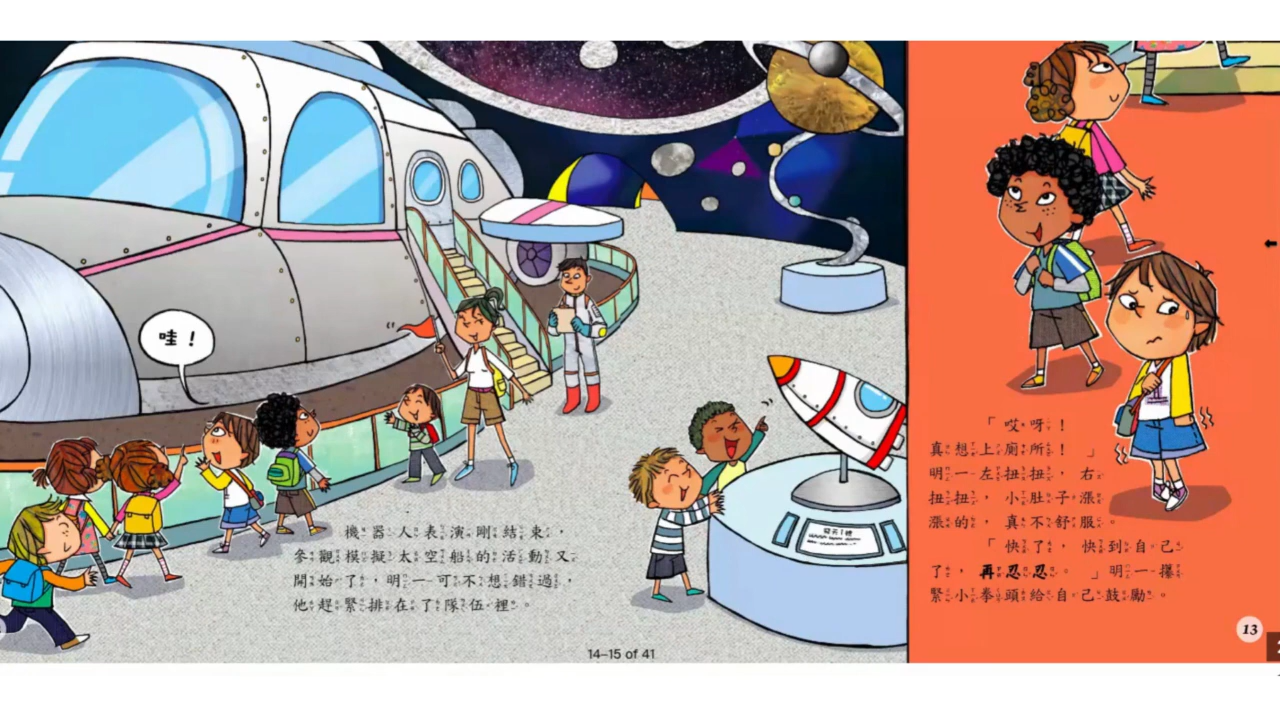 哇！
機器人表演剛結束，
參觀模擬太空船的活動又
開始了，明一可不想錯過，
他趕緊排在了隊伍裡。
14–15 of 41
「哎呀！
真想上廁所！」
明一左扭扭，右
扭扭，小肚子漲
漲的，真不舒服。
「快了，快到自己
了，再忍忍。」明一攥
緊小拳頭給自己鼓勵。
13